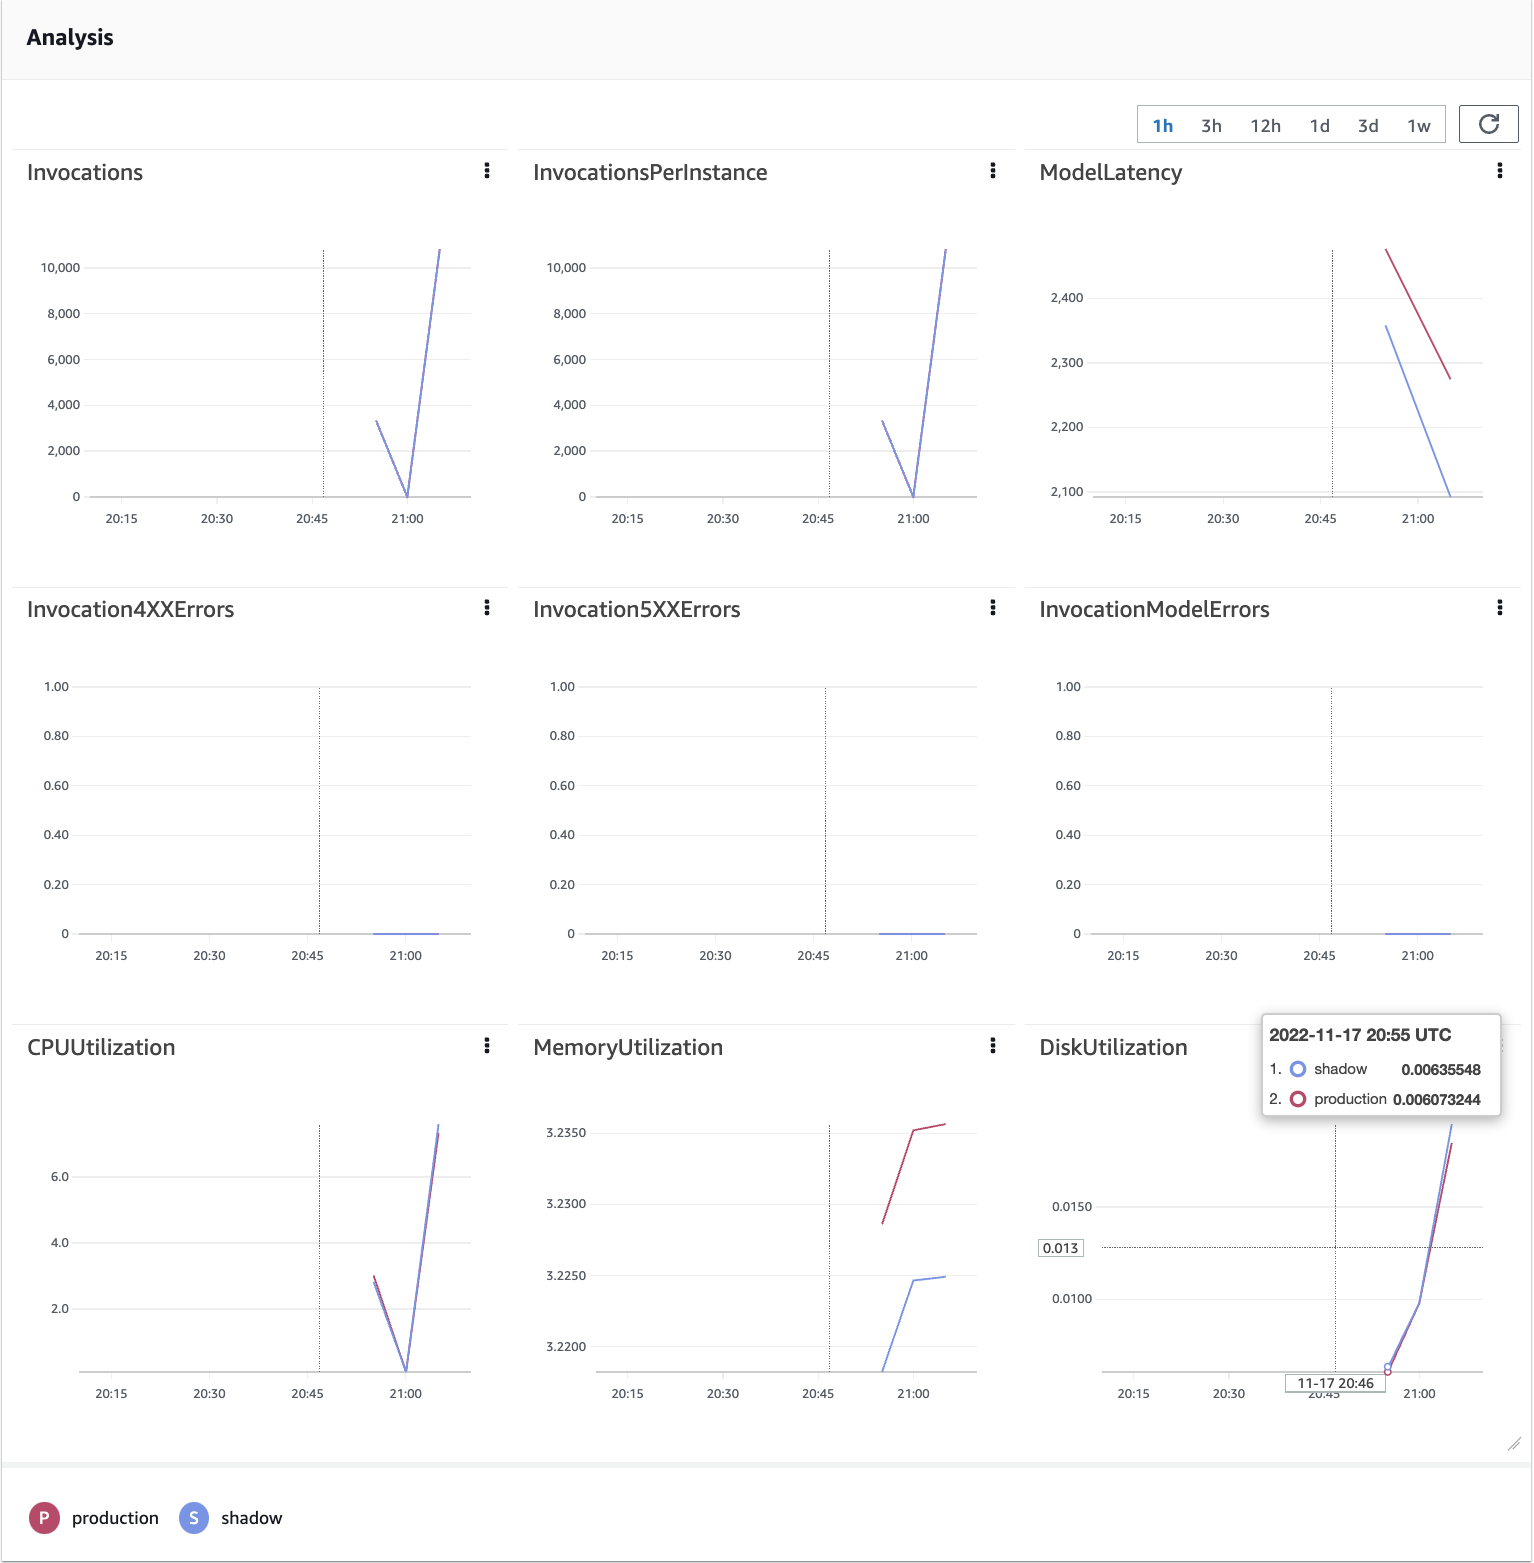 Analysis
1h 3h 12h 1d 3d 1w
Invocations
10,000
8,000
6,000
4,000
2,000
0
20:15 20:30 20:45 21:00
InvocationsPerInstance
10,000
8,000
6,000
4,000
2,000
0
20:15 20:30 20:45 21:00
ModelLatency
2,400
2,300
2,200
2,100
20:15 20:30 20:45 21:00
Invocation4XXErrors
1.00
0.80
0.60
0.40
0.20
0
20:15 20:30 20:45 21:00
Invocation5XXErrors
1.00
0.80
0.60
0.40
0.20
0
20:15 20:30 20:45 21:00
InvocationModelErrors
1.00
0.80
0.60
0.40
0.20
0
20:15 20:30 20:45 21:00
CPUUtilization
6.0
4.0
2.0
20:15 20:30 20:45 21:00
MemoryUtilization
3.2350
3.2300
3.2250
3.2200
20:15 20:30 20:45 21:00
DiskUtilization
2022-11-17 20:55 UTC
1. shadow 0.00635548
2. production 0.006073244
0.0150
0.013
0.0100
11-17 20:46
20:15 20:30 20:45 21:00
P production S shadow